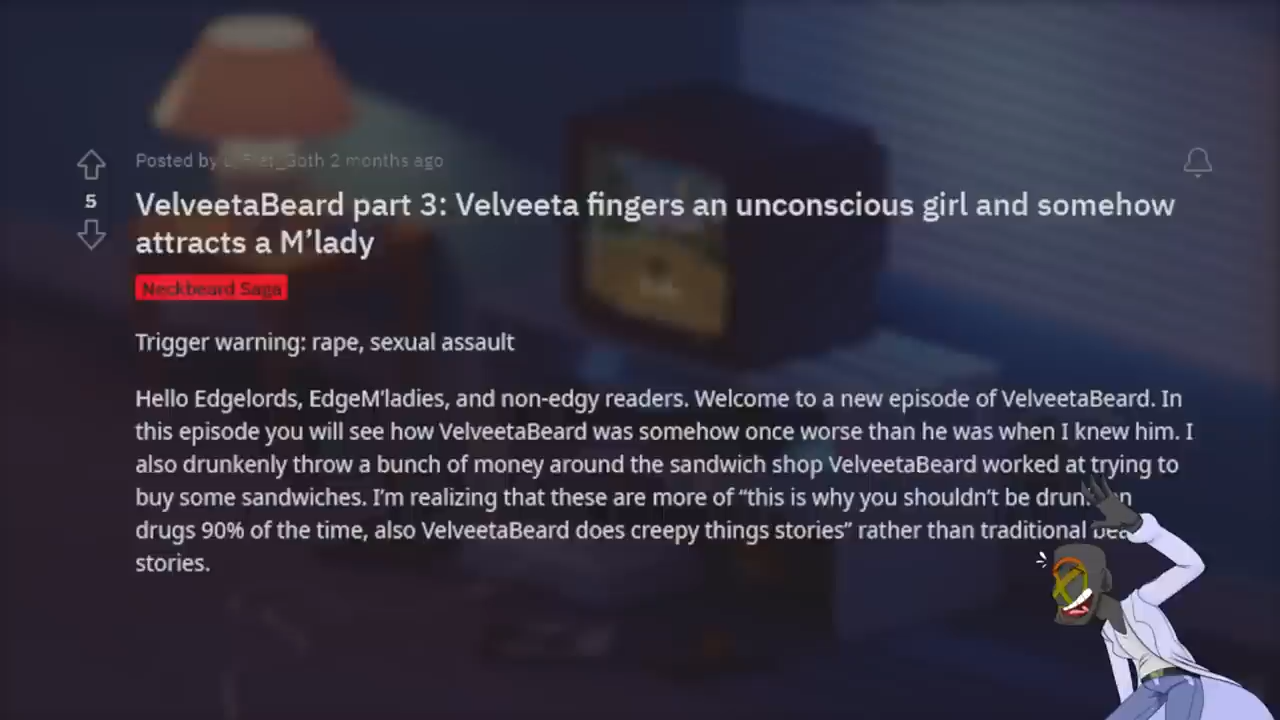 Posted by 2 months ago
5
VelveetaBeard part 3: Velveeta fingers an unconscious girl and somehow
attracts a M’lady
Neckbeard Saga
Trigger warning: rape, sexual assault
Hello Edgelords, EdgeM'ladies, and non-edgy readers. Welcome to a new episode of VelveetaBeard. In
this episode you will see how VelveetaBeard was somehow once worse than he was when I knew him. I
also drunkenly throw a bunch of money around the sandwich shop VelveetaBeard worked at trying to
buy some sandwiches. I’m realizing that these are more of “this is why you shouldn’t be
drugs 90% of the time, also VelveetaBeard does creepy things stories” rather than traditional
stories.